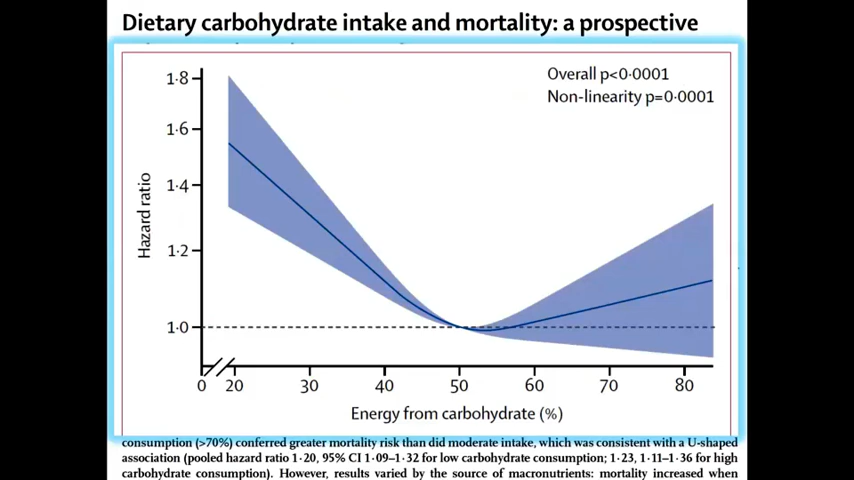 Dietary carbohydrate intake and mortality: a prospective
Overall p<0·0001
Non-linearity p=0·0001
1·8
1·6
1·4
1·2
1·0
Hazard ratio
0 20 30 40 50 60 70 80
Energy from carbohydrate (%)
consumption (>70%) conferred greater mortality risk than did moderate intake, which was consistent with a U-shaped
association (pooled hazard ratio 1·20, 95% CI 1·09–1·32 for low carbohydrate consumption; 1·23, 1·11–1·36 for high
carbohydrate consumption). However, results varied by the source of macronutrients: mortality increased when